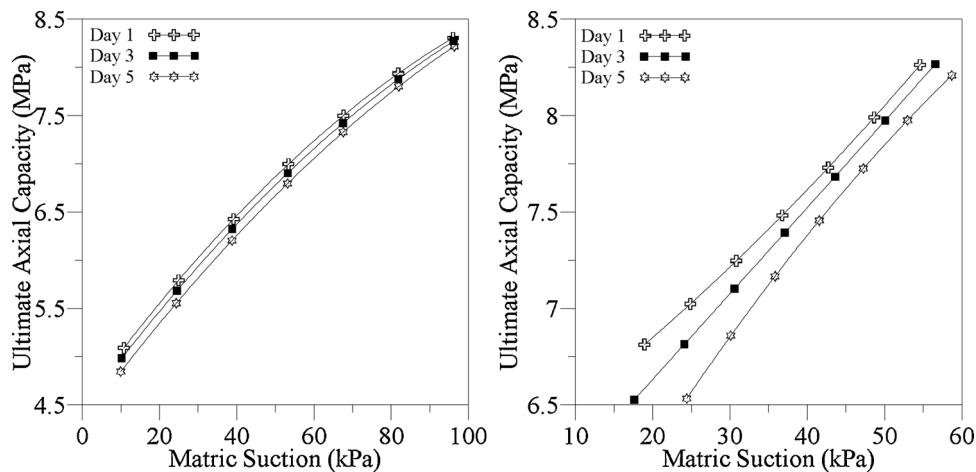 8.5
7.5
6.5
5.5
4.5
Ultimate Axial Capacity (MPa)
Day 1
Day 3
Day 5
0 20 40 60 80 100
Matric Suction (kPa)
8.5
8
7.5
7
6.5
Ultimate Axial Capacity (MPa)
Day 1
Day 3
Day 5
10 20 30 40 50 60
Matric Suction (kPa)